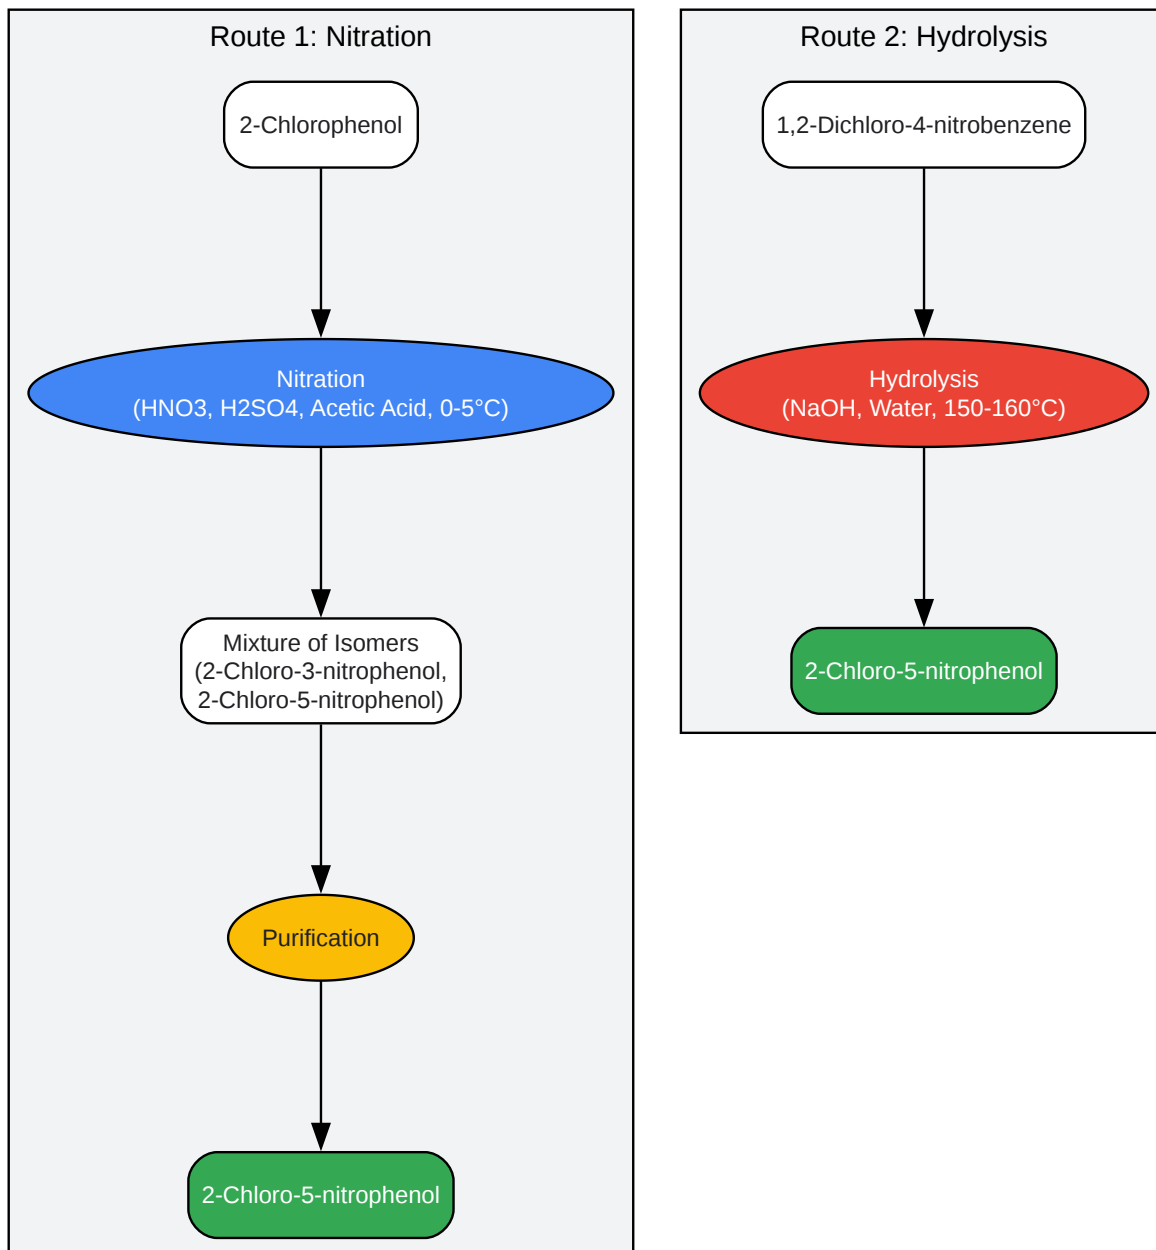 Route 1: Nitration
2-Chlorophenol
Nitration
(HNO3, H2SO4, Acetic Acid, 0-5°C)
Mixture of Isomers
(2-Chloro-3-nitrophenol,
2-Chloro-5-nitrophenol)
Purification
2-Chloro-5-nitrophenol
Route 2: Hydrolysis
1,2-Dichloro-4-nitrobenzene
Hydrolysis
(NaOH, Water, 150-160°C)
2-Chloro-5-nitrophenol